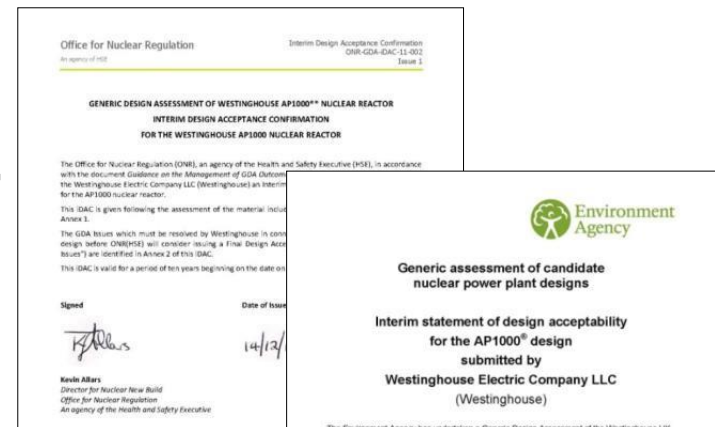 Office for Nuclear Regulation
An agency of HSE
Interim Design Acceptance Confirmation
ONR-GDA-iDAC-11-002
Issue 1
GENERIC DESIGN ASSESSMENT OF WESTINGHOUSE AP1000** NUCLEAR REACTOR
INTERIM DESIGN ACCEPTANCE CONFIRMATION
FOR THE WESTINGHOUSE AP1000 NUCLEAR REACTOR
The Office for Nuclear Regulation (ONR), an agency of the Health and Safety Executive (HSE), in accordance
with the document Guidance on the Management of GDA Outcom
the Westinghouse Electric Company LLC (Westinghouse) an Interim
for the AP1000 nuclear reactor.
This iDAC is given following the assessment of the material inclu
Annex 1.
The GDA Issues which must be resolved by Westinghouse in conn
design before ONR(HSE) will consider issuing a Final Design Acce
Issues") are identified in Annex 2 of this iDAC.
This iDAC is valid for a period of ten years beginning on the date on
Signed
Date of Issue
14/12/
Kevin Allars
Director for Nuclear New Build
Office for Nuclear Regulation
An agency of the Health and Safety Executive
Environment
Agency
Generic assessment of candidate
nuclear power plant designs
Interim statement of design acceptability
for the AP1000® design
submitted by
Westinghouse Electric Company LLC
(Westinghouse)